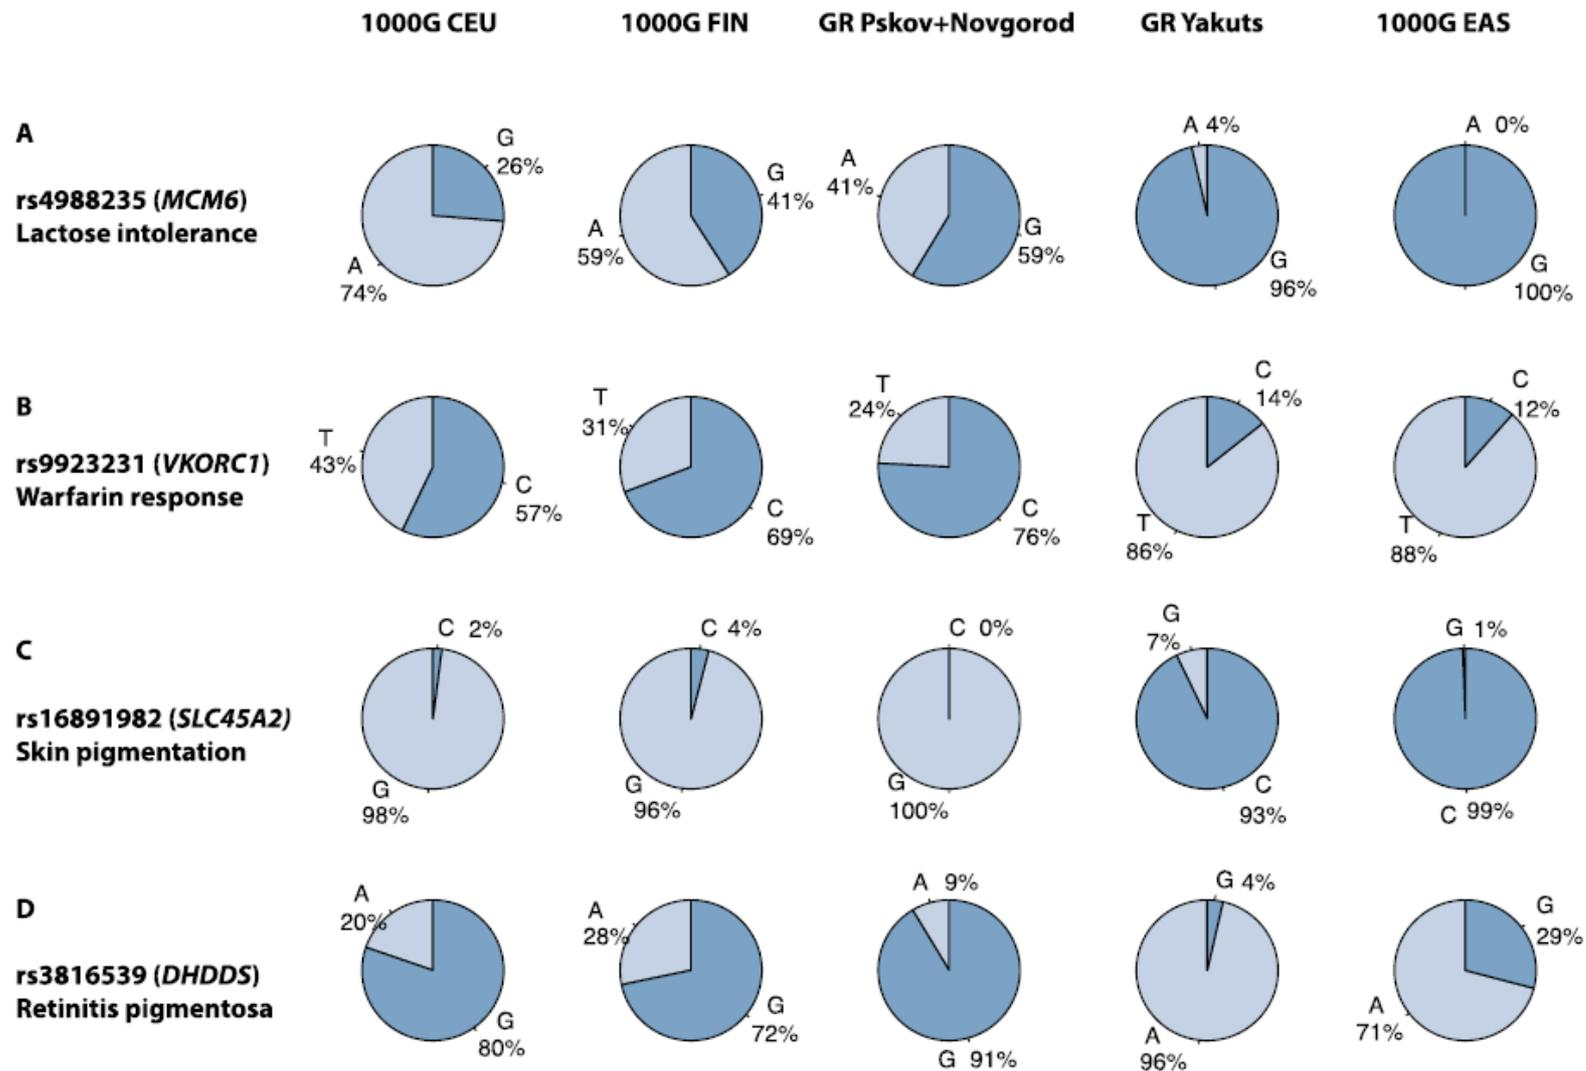 1000G CEU
1000G FIN
GR Pskov+Novgorod
GR Yakuts
1000G EAS
A
rs4988235 (MCM6)
Lactose intolerance
G
26%
A
74%
G
41%
A
59%
A
41%
G
59%
A 4%
G
96%
A 0%
G
100%
B
rs9923231 (VKORC1)
Warfarin response
T
43%
C
57%
T
31%
C
69%
T
24%
C
76%
C
14%
T
86%
C
12%
T
88%
C
rs16891982 (SLC45A2)
Skin pigmentation
C 2%
G
98%
C 4%
G
96%
C 0%
G
100%
G
7%
C
93%
G 1%
C 99%
D
rs3816539 (DHDDS)
Retinitis pigmentosa
A
20%
G
80%
A
28%
G
72%
A 9%
G 91%
G 4%
A
96%
G
29%
A
71%